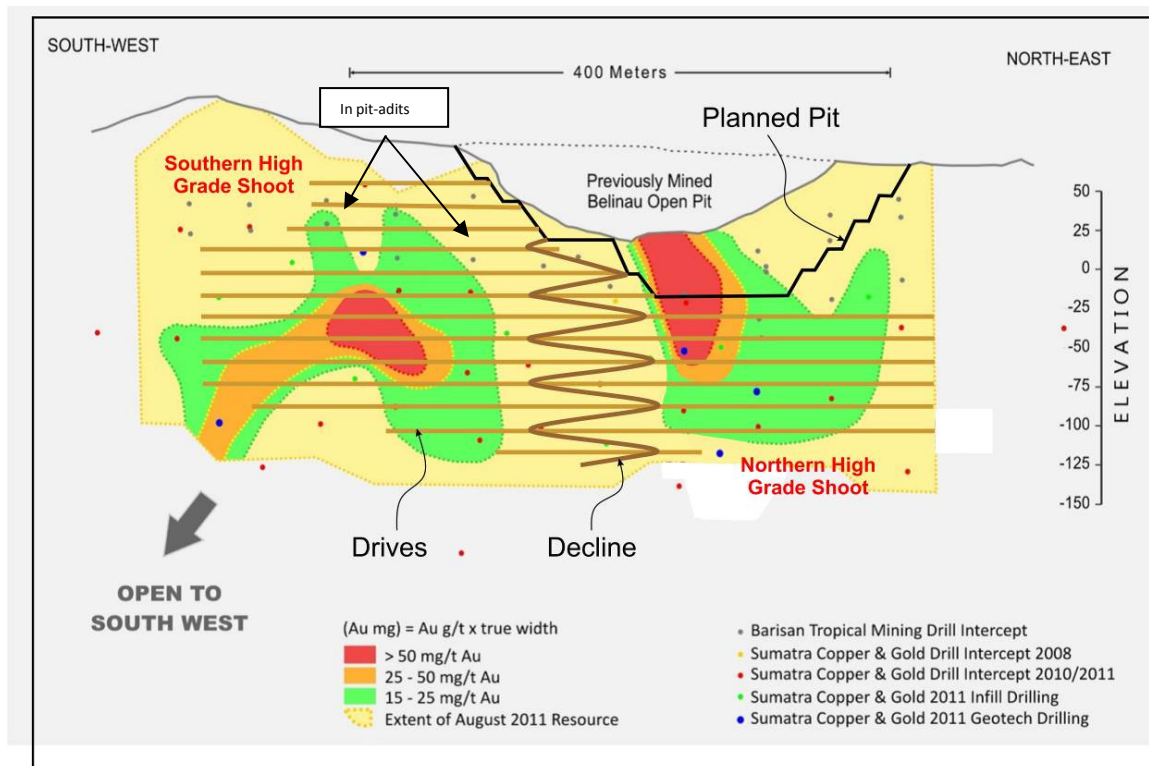 SOUTH-WEST
NORTH-EAST
400 Meters
In pit-adits
Planned Pit
Southern High
Grade Shoot
Previously Mined
Belinau Open Pit
50
25
0
-25
-50
-75
-100
-125
-150
ELEVATION
Northern High
Grade Shoot
Drives
Decline
OPEN TO
SOUTH WEST
(Au mg) = Au g/t x true width
> 50 mg/t Au
25 - 50 mg/t Au
15 - 25 mg/t Au
Extent of August 2011 Resource
Barisan Tropical Mining Drill Intercept
Sumatra Copper & Gold Drill Intercept 2008
Sumatra Copper & Gold Drill Intercept 2010/2011
Sumatra Copper & Gold 2011 Infill Drilling
Sumatra Copper & Gold 2011 Geotech Drilling